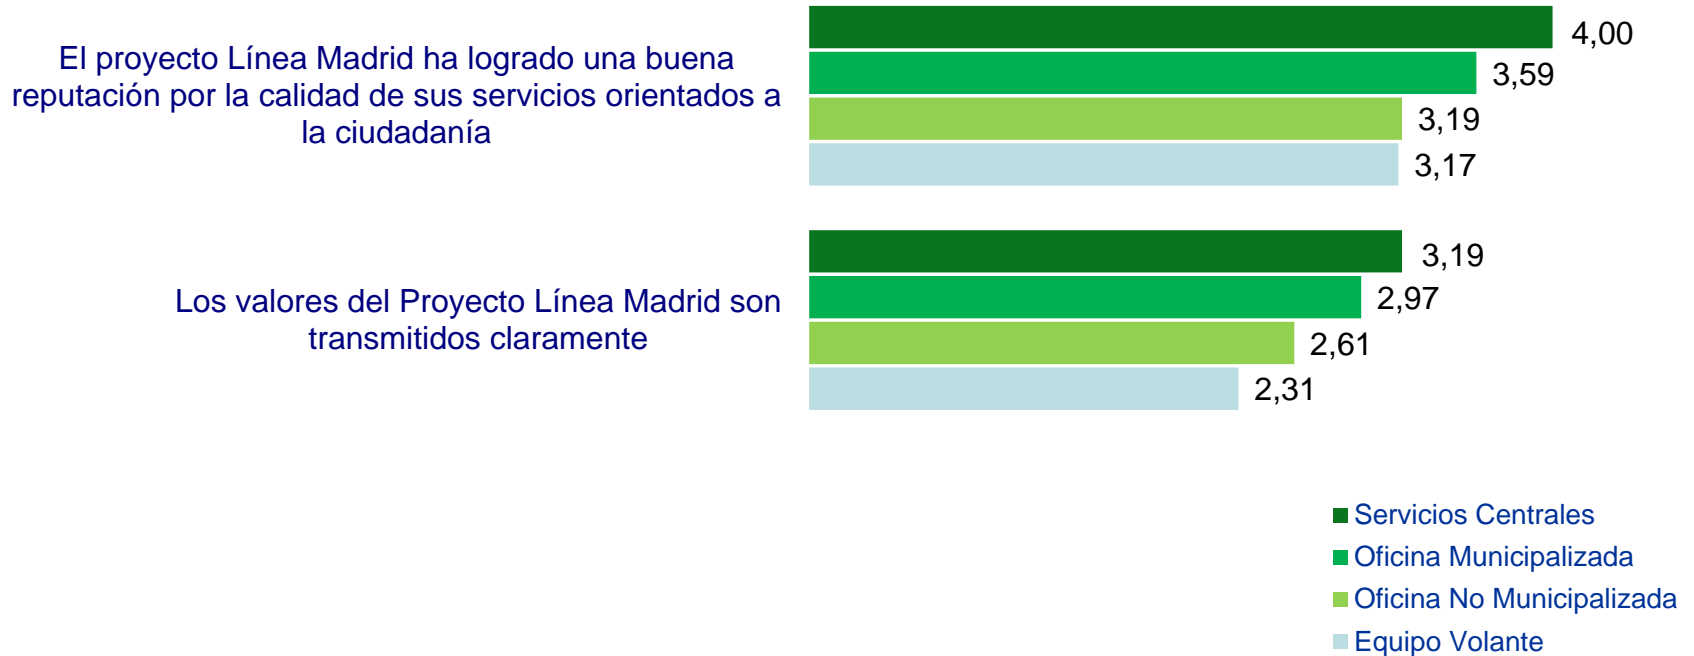 El proyecto Línea Madrid ha logrado una buena
reputación por la calidad de sus servicios orientados a
la ciudadanía
4,00
3,59
3,19
3,17
Los valores del Proyecto Línea Madrid son
transmitidos claramente
3,19
2,97
2,61
2,31
Servicios Centrales
Oficina Municipalizada
Oficina No Municipalizada
Equipo Volante